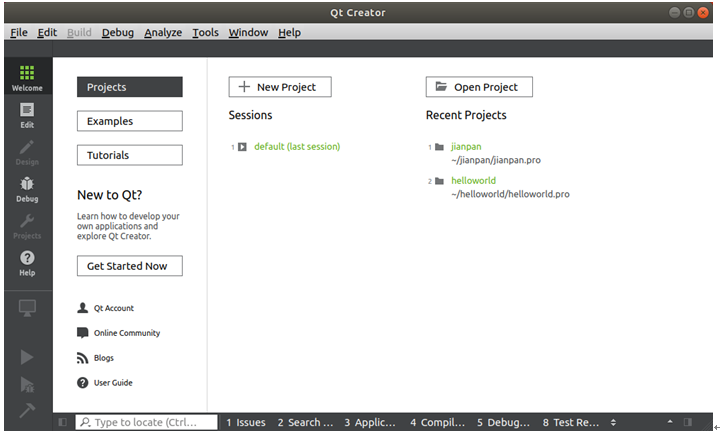 Qt Creator
File Edit Build Debug Analyze Tools Window Help
Welcome
Edit
Design
Debug
Projects
Help
Projects
Examples
Tutorials
New to Qt?
Learn how to develop your
own applications and
explore Qt Creator.
Get Started Now
Qt Account
Online Community
Blogs
User Guide
New Project
Sessions
1 default (last session)
Open Project
Recent Projects
1 jianpan
~/jianpan/jianpan.pro
2 helloworld
~/helloworld/helloworld.pro
Type to locate (Ctrl... 1 Issues 2 Search ... 3 Applic... 4 Compil... 5 Debug... 8 Test Re...